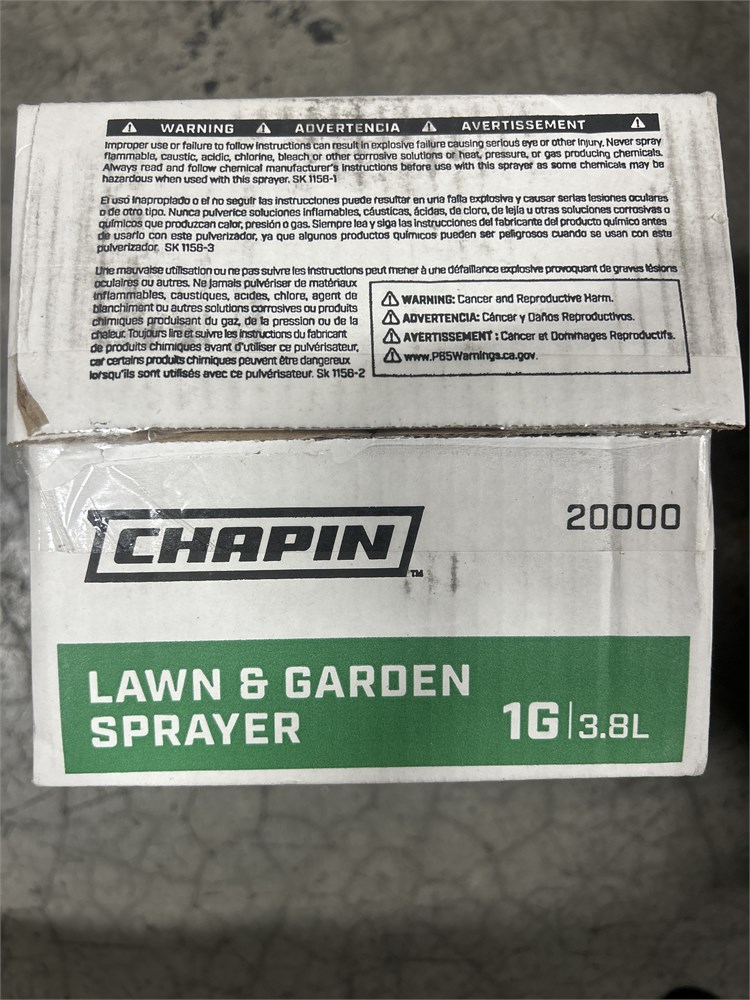 WARNING ADVERTENCIA AVERTISSEMENT
Improper use or failure to follow instructions can result in explosive failure causing serious eye or other injury. Never spray
flammable, caustic, acidic, chlorine, bleach or other corrosive solutions or heat, pressure, or gas producing chemicals.
Always read and follow chemical manufacturer's instructions before use with this sprayer as some chemicals may be
hazardous when used with this sprayer. SK 1158-1
El uso inapropiado o el no seguir las instrucciones puede resultar en una falla explosiva y causar serias lesiones oculares
o de otro tipo. Nunca pulverice soluciones inflamables, cáusticas, ácidas, de cloro, de lejía u otras soluciones corrosivas o
químicos que produzcan calor, presión o gas. Siempre lea y siga las instrucciones del fabricante del producto químico antes
de usarlo con este pulverizador, ya que algunos productos químicos pueden ser peligrosos cuando se usan con este
pulverizador. SK 1158-3
Une mauvaise utilisation ou ne pas suivre les instructions peut mener à une défaillance explosive provoquant de graves lésions
oculaires ou autres. Ne jamais pulvériser de matériaux
inflammables, caustiques, acides, chlore, agent de
blanchiment ou autres solutions corrosives ou produits
chimiques produisant du gaz, de la pression ou de la
chaleur. Toujours lire et suivre les instructions du fabricant
de produits chimiques avant d'utiliser ce pulvérisateur,
car certains produits chimiques peuvent être dangereux
lorsqu'ils sont utilisés avec ce pulvérisateur. Sk 1158-2
WARNING: Cancer and Reproductive Harm.
ADVERTENCIA: Cáncer y Daños Reproductivos.
AVERTISSEMENT : Cancer et Dommages Reproductifs.
www.P65Warnings.ca.gov.
CHAPIN™
20000
LAWN & GARDEN
SPRAYER
1G | 3.8L